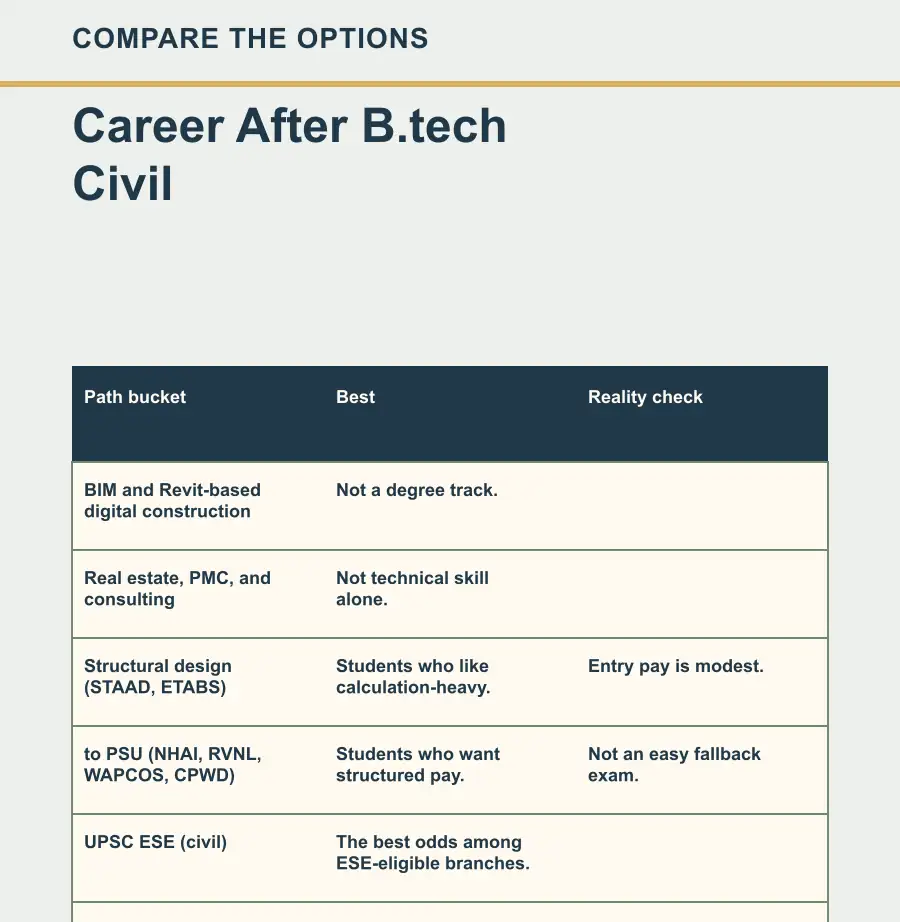 COMPARE THE OPTIONS
Career After B.tech
Civil
Path bucket Best Reality check
BIM and Revit-based
digital construction
Not a degree track.
Real estate, PMC, and
consulting
Not technical skill
alone.
Structural design
(STAAD, ETABS)
Students who like
calculation-heavy.
Entry pay is modest.
to PSU (NHAI, RVNL,
WAPCOS, CPWD)
Students who want
structured pay.
Not an easy fallback
exam.
UPSC ESE (civil)
The best odds among
ESE-eligible branches.